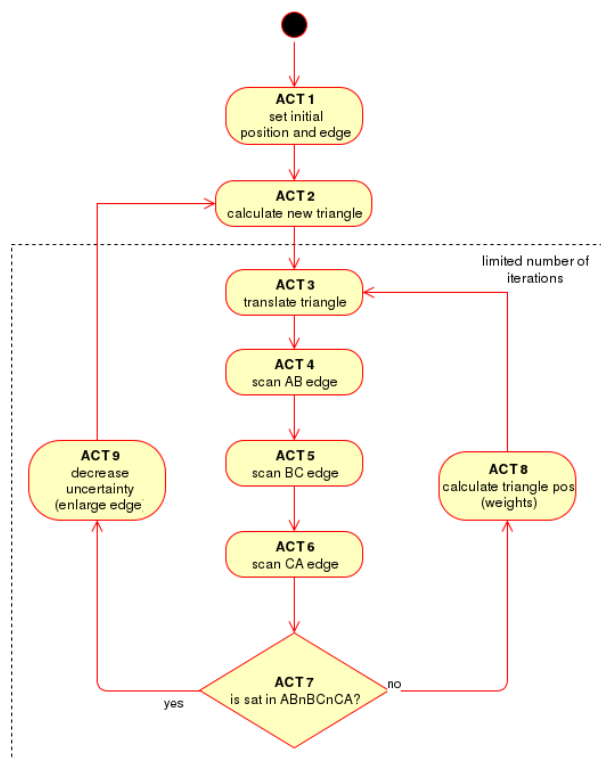 ACT 1
set initial
position and edge
ACT 2
calculate new triangle
limited number of
iterations
ACT 3
translate triangle
ACT 4
scan AB edge
ACT 9
decrease
uncertainty
(enlarge edge)
ACT 5
scan BC edge
ACT 8
calculate triangle pos
(weights)
ACT 6
scan CA edge
ACT 7
is sat in ABnBCnCA?
yes
no